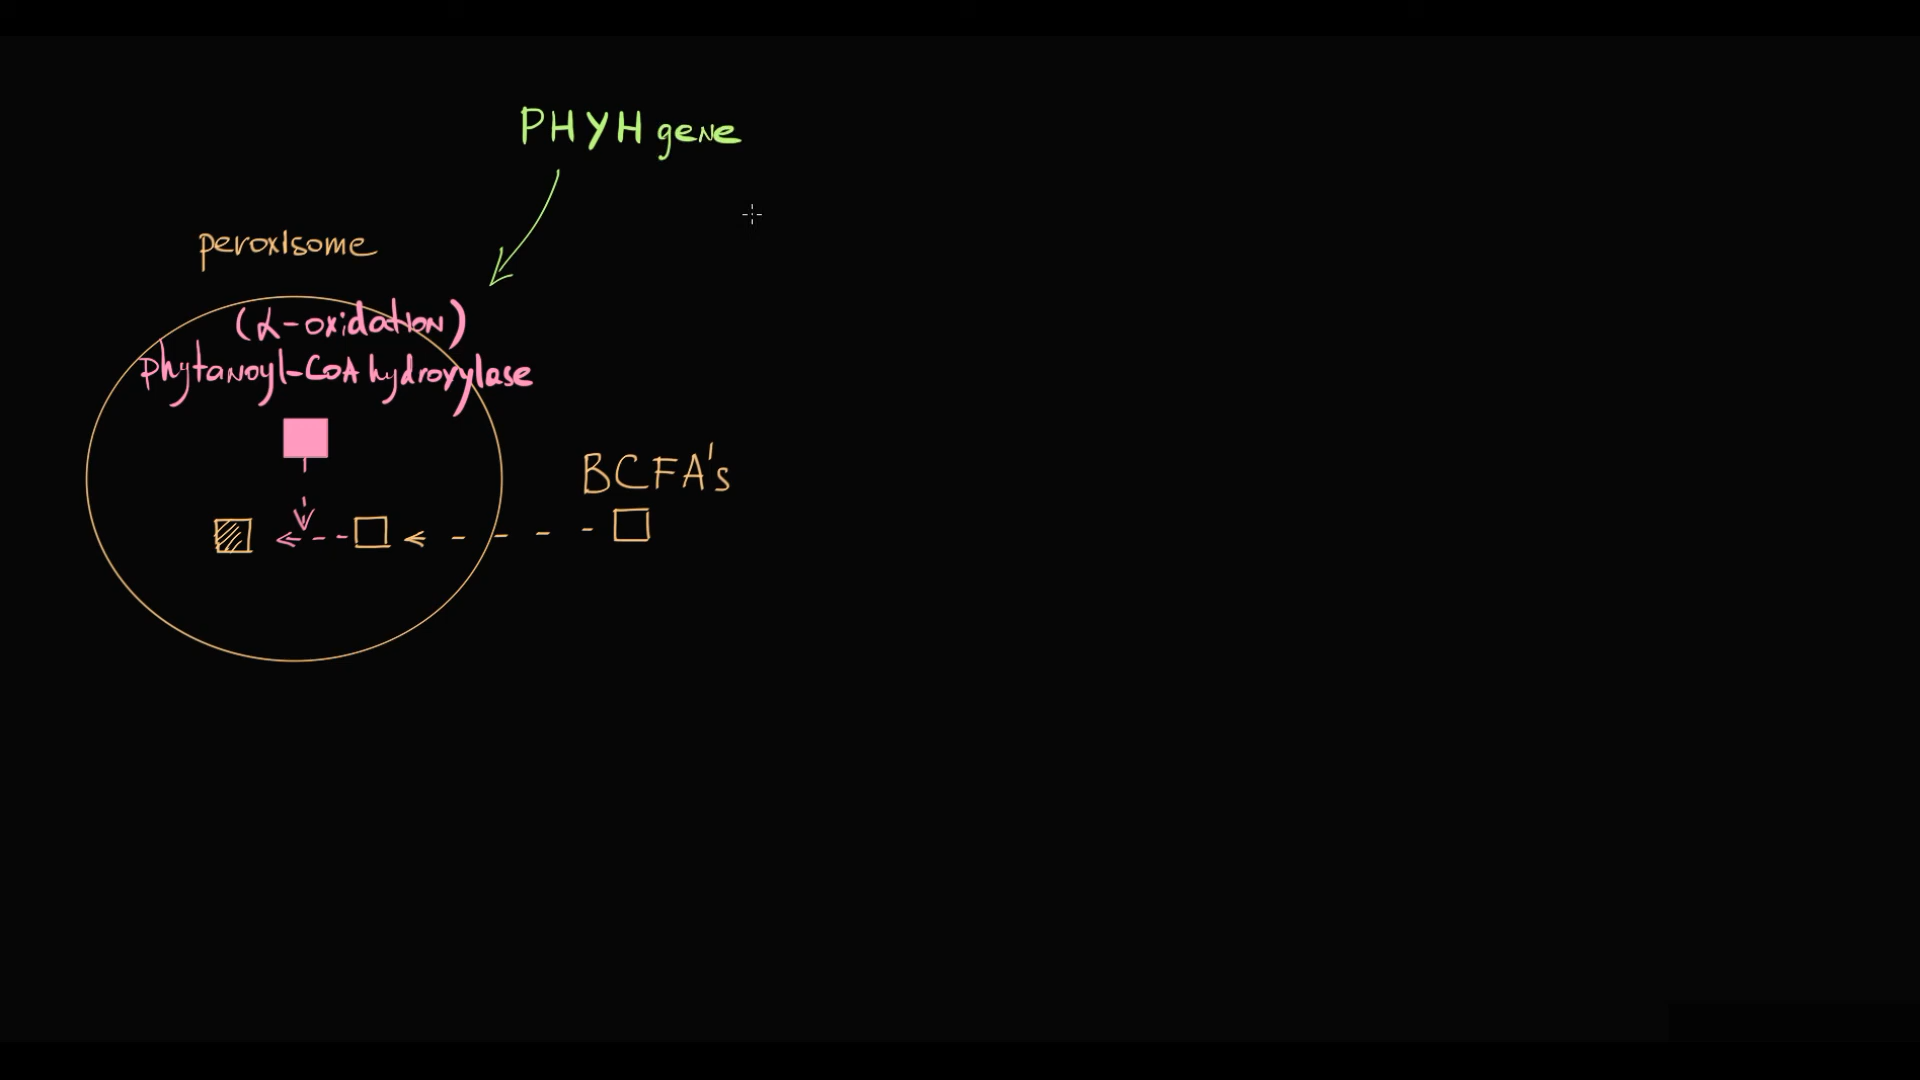 PHYH gene
peroxisome
(α-oxidation)
Phytanoyl-CoA hydroxylase
BCFA's